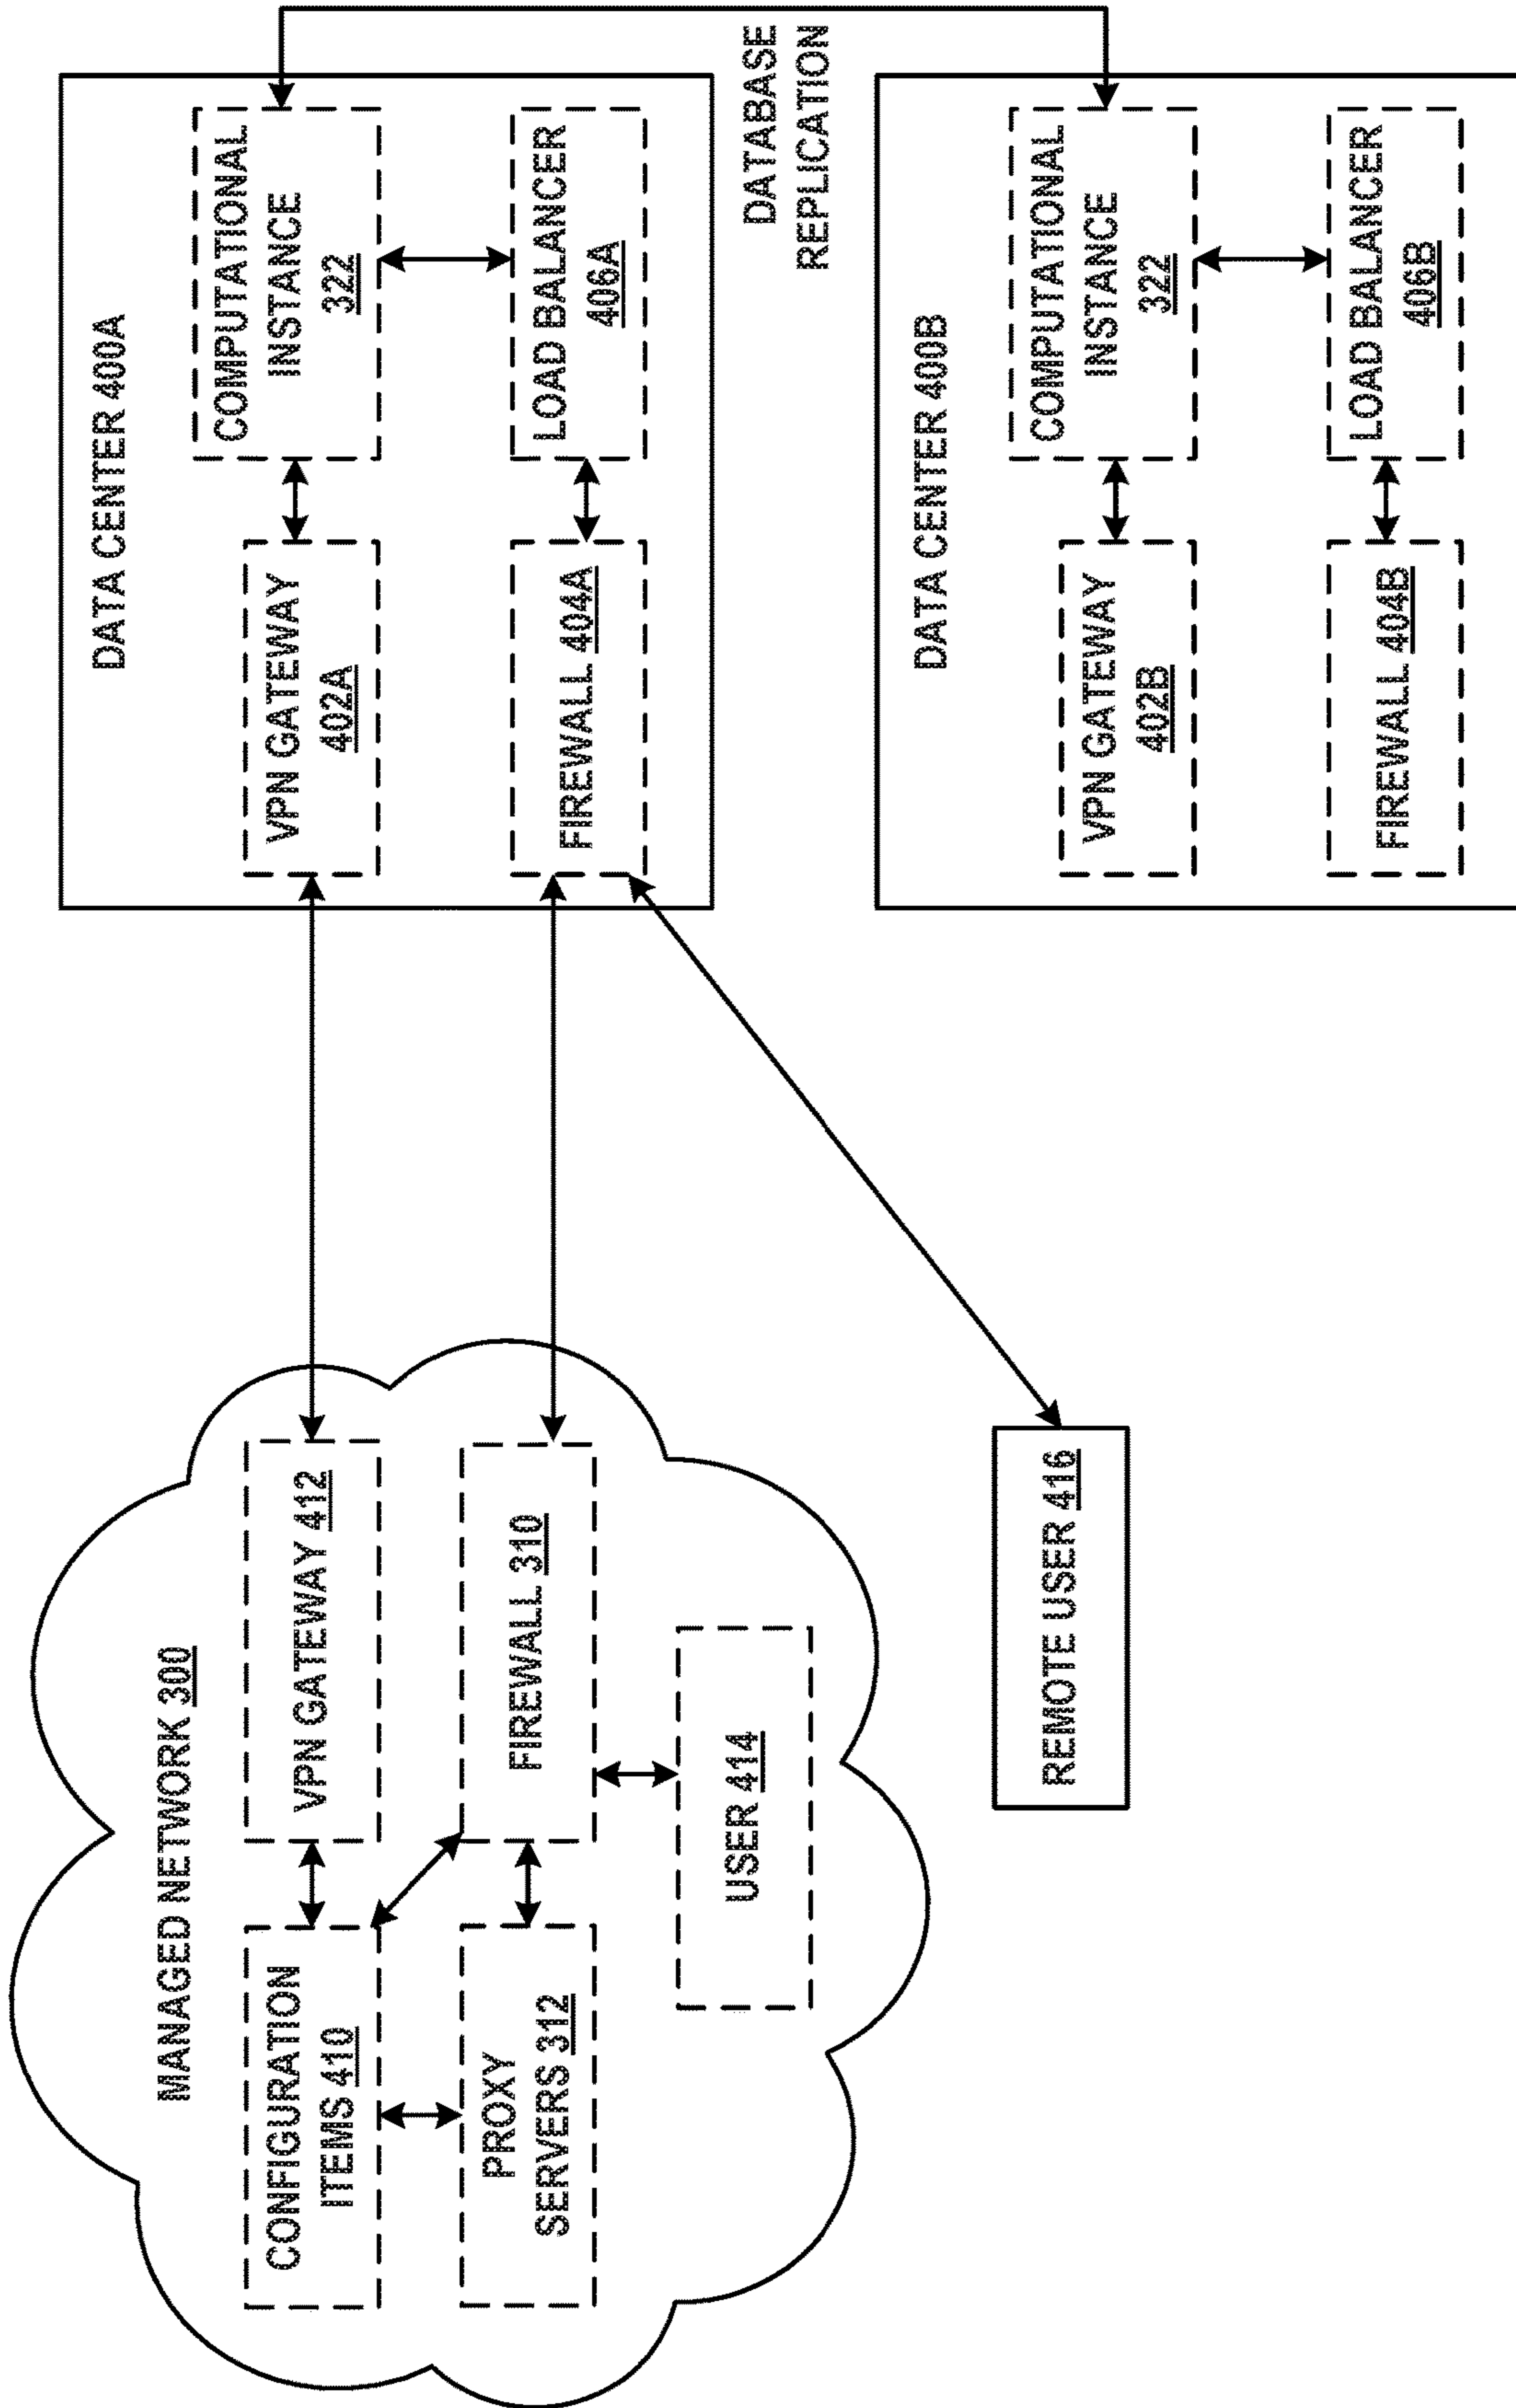 MANAGED NETWORK 300
CONFIGURATION
ITEMS 410
VPN GATEWAY 412
PROXY
SERVERS 312
FIREWALL 310
USER 414
REMOTE USER 416
DATA CENTER 400A
VPN GATEWAY
402A
COMPUTATIONAL
INSTANCE
322
FIREWALL 404A
LOAD BALANCER
406A
DATABASE
REPLICATION
DATA CENTER 400B
VPN GATEWAY
402B
COMPUTATIONAL
INSTANCE
322
FIREWALL 404B
LOAD BALANCER
406B